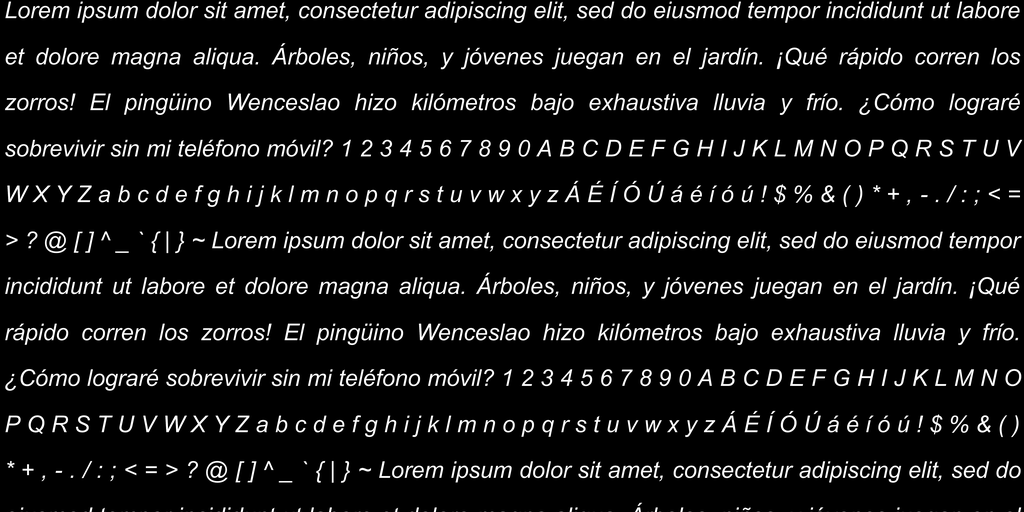 Lorem ipsum dolor sit amet, consectetur adipiscing elit, sed do eiusmod tempor incididunt ut labore
et dolore magna aliqua. Árboles, niños, y jóvenes juegan en el jardín. ¡Qué rápido corren los
zorros! El pingüino Wenceslao hizo kilómetros bajo exhaustiva lluvia y frío. ¿Cómo lograré
sobrevivir sin mi teléfono móvil? 1 2 3 4 5 6 7 8 9 0 A B C D E F G H I J K L M N O P Q R S T U V
W X Y Z a b c d e f g h i j k l m n o p q r s t u v w x y z Á É Í Ó Ú á é í ó ú ! $ % & ( ) * + , - . / : ; < =
> ? @ [ ] ^ _ ` { | } ~ Lorem ipsum dolor sit amet, consectetur adipiscing elit, sed do eiusmod tempor
incididunt ut labore et dolore magna aliqua. Árboles, niños, y jóvenes juegan en el jardín. ¡Qué
rápido corren los zorros! El pingüino Wenceslao hizo kilómetros bajo exhaustiva lluvia y frío.
¿Cómo lograré sobrevivir sin mi teléfono móvil? 1 2 3 4 5 6 7 8 9 0 A B C D E F G H I J K L M N O
P Q R S T U V W X Y Z a b c d e f g h i j k l m n o p q r s t u v w x y z Á É Í Ó Ú á é í ó ú ! $ % & ( )
* + , - . / : ; < = > ? @ [ ] ^ _ ` { | } ~ Lorem ipsum dolor sit amet, consectetur adipiscing elit, sed do